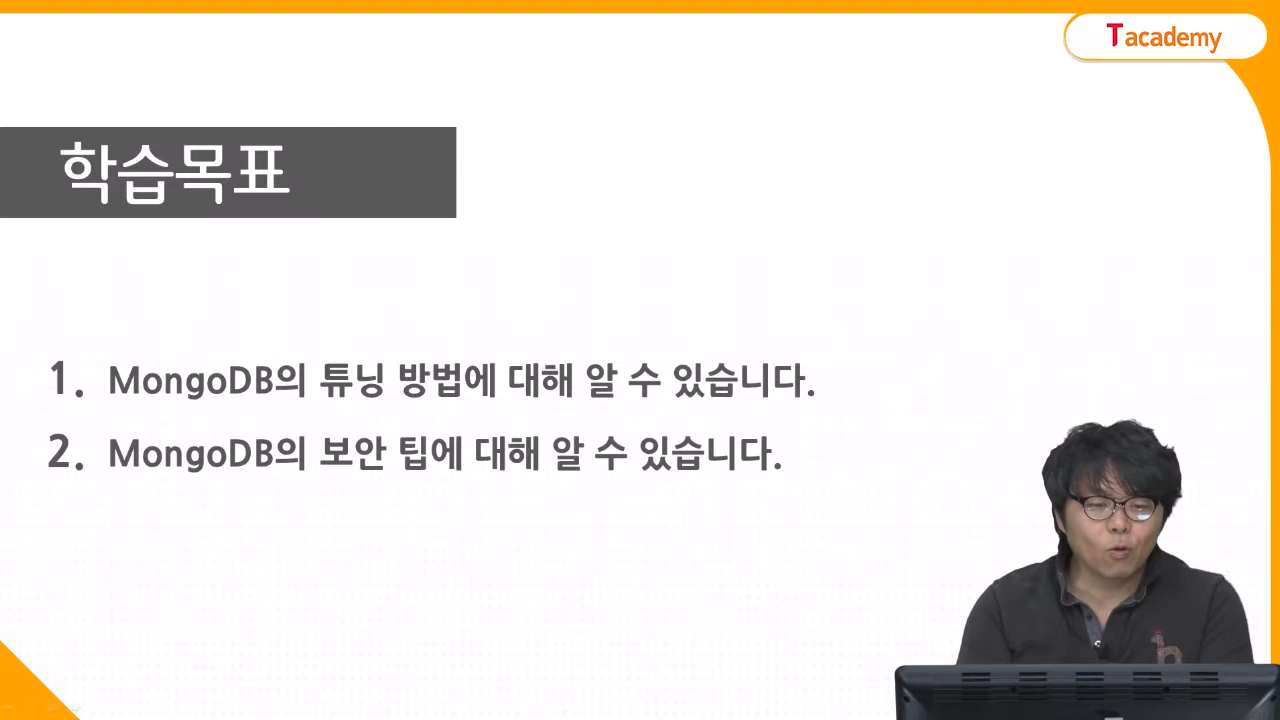 Tacademy
학습목표
1. MongoDB의 튜닝 방법에 대해 알 수 있습니다.
2. MongoDB의 보안 팁에 대해 알 수 있습니다.